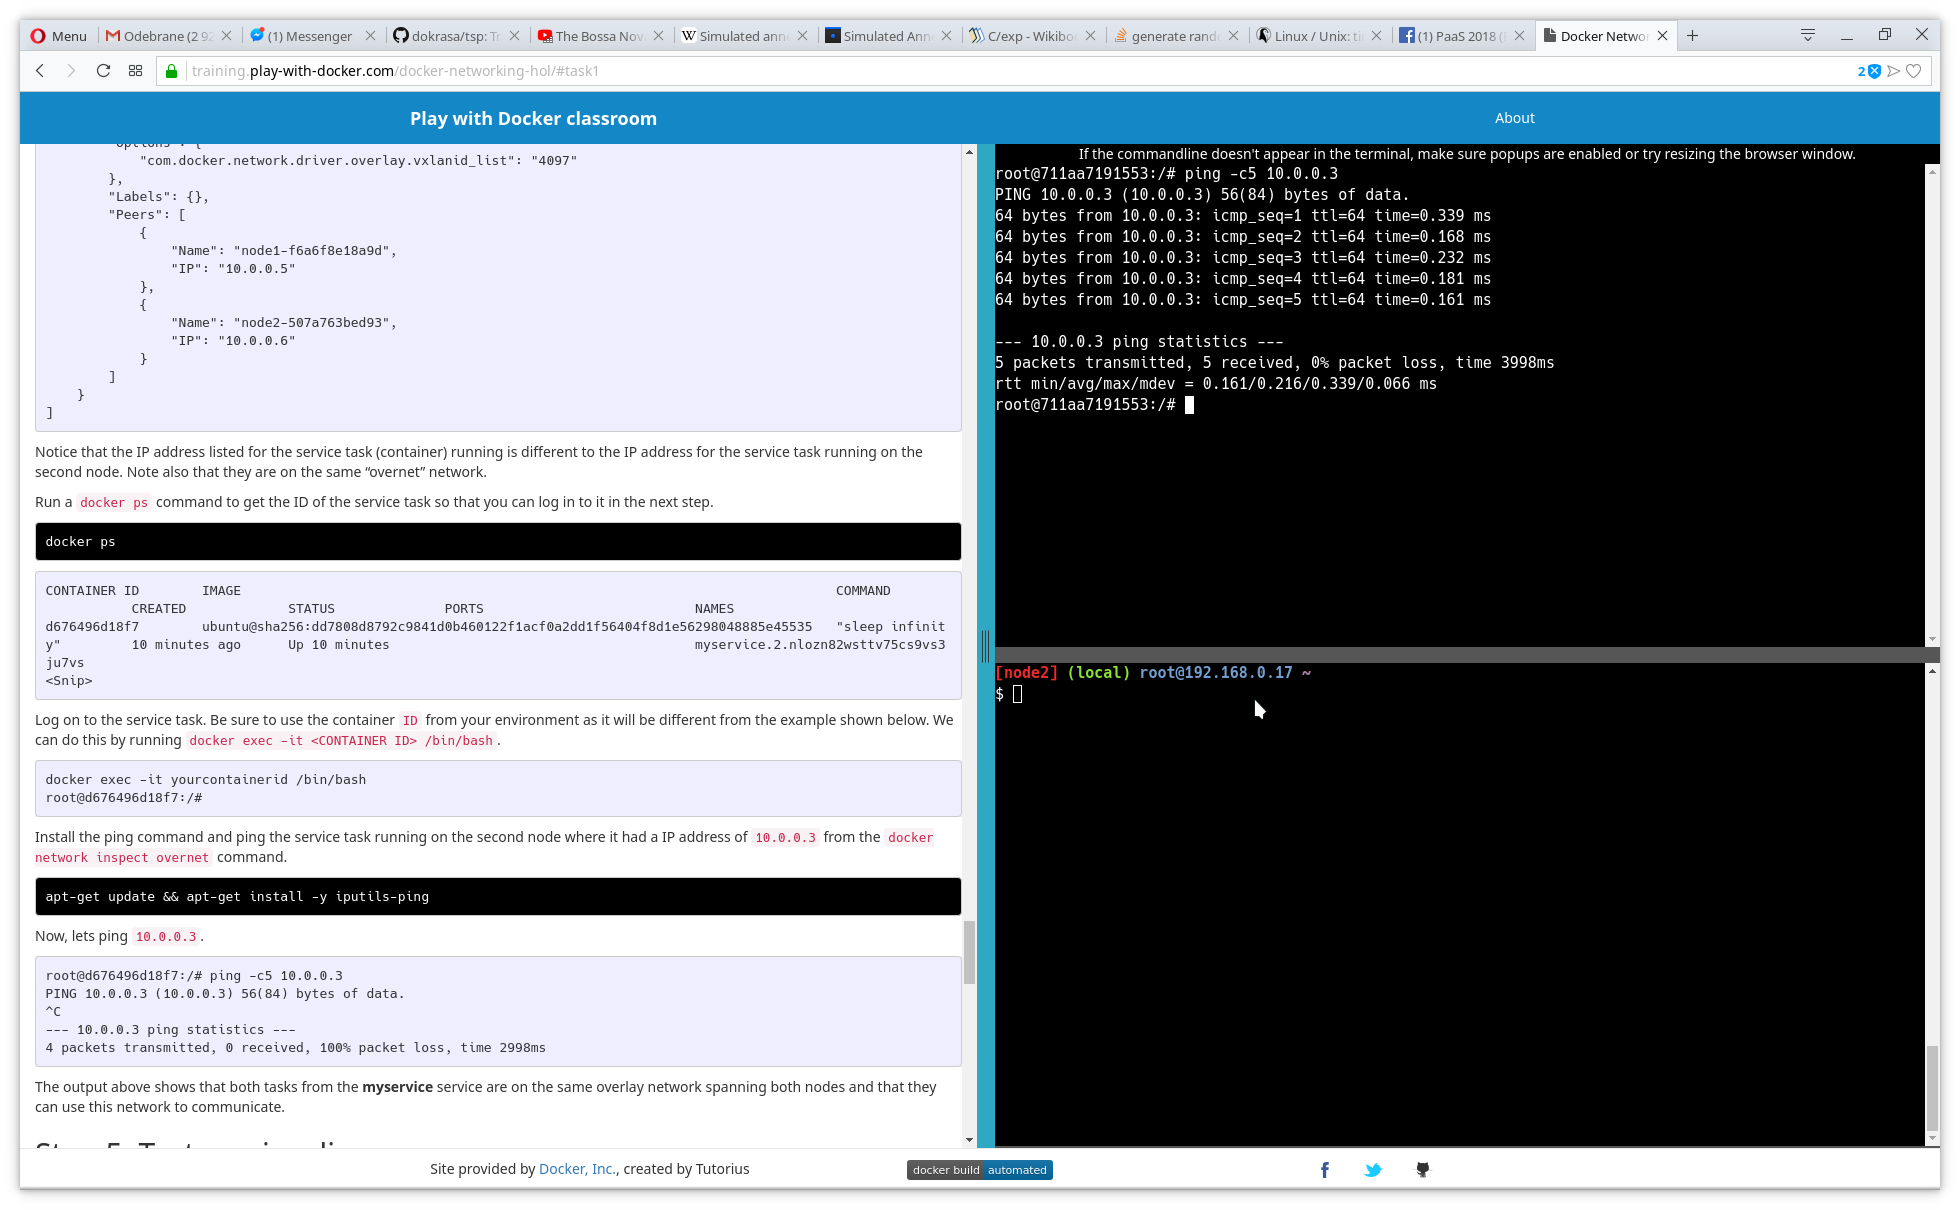 Menu
Odebrane (2 92
(1) Messenger
dokrasa/tsp: Tr
The Bossa Nov
Simulated anne
Simulated Anne
C/exp - Wikiboo
generate rando
Linux / Unix: ti
(1) PaaS 2018 (
Docker Networ
training.play-with-docker.com/docker-networking-hol/#task1
2
Play with Docker classroom
About
"Options": {
"com.docker.network.driver.overlay.vxlanid_list": "4097"
},
"Labels": {},
"Peers": [
{
"Name": "node1-f6a6f8e18a9d",
"IP": "10.0.0.5"
},
{
"Name": "node2-507a763bed93",
"IP": "10.0.0.6"
}
]
}
]
Notice that the IP address listed for the service task (container) running is different to the IP address for the service task running on the
second node. Note also that they are on the same “overnet” network.
Run a docker ps command to get the ID of the service task so that you can log in to it in the next step.
docker ps
CONTAINER ID IMAGE COMMAND
CREATED STATUS PORTS NAMES
d676496d18f7 ubuntu@sha256:dd7808d8792c9841d0b460122f1acf0a2dd1f56404f8d1e56298048885e45535 "sleep infinit
y" 10 minutes ago Up 10 minutes myservice.2.nlozn82wsttv75cs9vs3
ju7vs
<Snip>
Log on to the service task. Be sure to use the container ID from your environment as it will be different from the example shown below. We
can do this by running docker exec -it <CONTAINER ID> /bin/bash.
docker exec -it yourcontainerid /bin/bash
root@d676496d18f7:/#
Install the ping command and ping the service task running on the second node where it had a IP address of 10.0.0.3 from the docker
network inspect overnet command.
apt-get update && apt-get install -y iputils-ping
Now, lets ping 10.0.0.3.
root@d676496d18f7:/# ping -c5 10.0.0.3
PING 10.0.0.3 (10.0.0.3) 56(84) bytes of data.
^C
--- 10.0.0.3 ping statistics ---
4 packets transmitted, 0 received, 100% packet loss, time 2998ms
The output above shows that both tasks from the myservice service are on the same overlay network spanning both nodes and that they
can use this network to communicate.
If the commandline doesn't appear in the terminal, make sure popups are enabled or try resizing the browser window.
root@711aa7191553:/# ping -c5 10.0.0.3
PING 10.0.0.3 (10.0.0.3) 56(84) bytes of data.
64 bytes from 10.0.0.3: icmp_seq=1 ttl=64 time=0.339 ms
64 bytes from 10.0.0.3: icmp_seq=2 ttl=64 time=0.168 ms
64 bytes from 10.0.0.3: icmp_seq=3 ttl=64 time=0.232 ms
64 bytes from 10.0.0.3: icmp_seq=4 ttl=64 time=0.181 ms
64 bytes from 10.0.0.3: icmp_seq=5 ttl=64 time=0.161 ms
--- 10.0.0.3 ping statistics ---
5 packets transmitted, 5 received, 0% packet loss, time 3998ms
rtt min/avg/max/mdev = 0.161/0.216/0.339/0.066 ms
root@711aa7191553:/#
[node2] (local) root@192.168.0.17 ~
$
Site provided by Docker, Inc., created by Tutorius
docker build automated